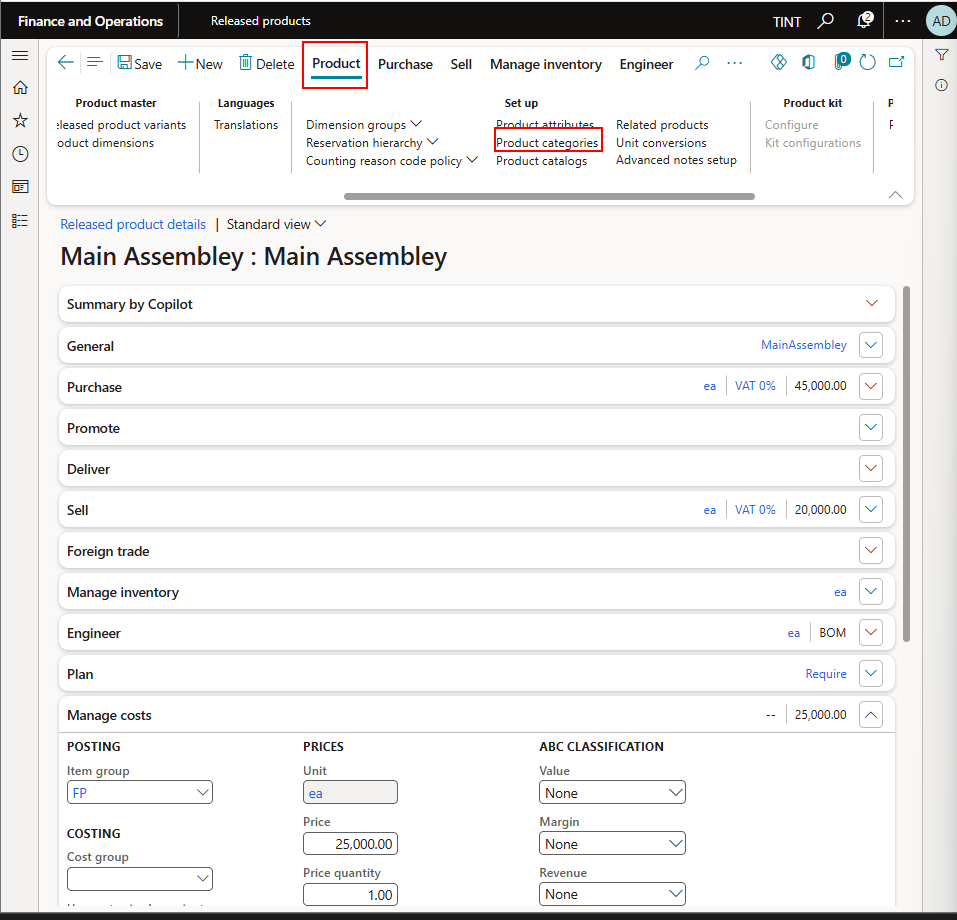 Finance and Operations
Released products
TINT
2
AD
Save
New
Delete
Product
Purchase
Sell
Manage inventory
Engineer
0
Product master
eleased product variants
oduct dimensions
Languages
Translations
Set up
Dimension groups
Reservation hierarchy
Counting reason code policy
Product attributes
Product categories
Product catalogs
Related products
Unit conversions
Advanced notes setup
Product kit
Configure
Kit configurations
Released product details | Standard view
Main Assembley : Main Assembley
Summary by Copilot
General MainAssembley
Purchase ea VAT 0% 45,000.00
Promote
Deliver
Sell ea VAT 0% 20,000.00
Foreign trade
Manage inventory ea
Engineer ea BOM
Plan Require
Manage costs -- 25,000.00
POSTING
Item group
FP
COSTING
Cost group
PRICES
Unit
ea
Price
25,000.00
Price quantity
1.00
ABC CLASSIFICATION
Value
None
Margin
None
Revenue
None